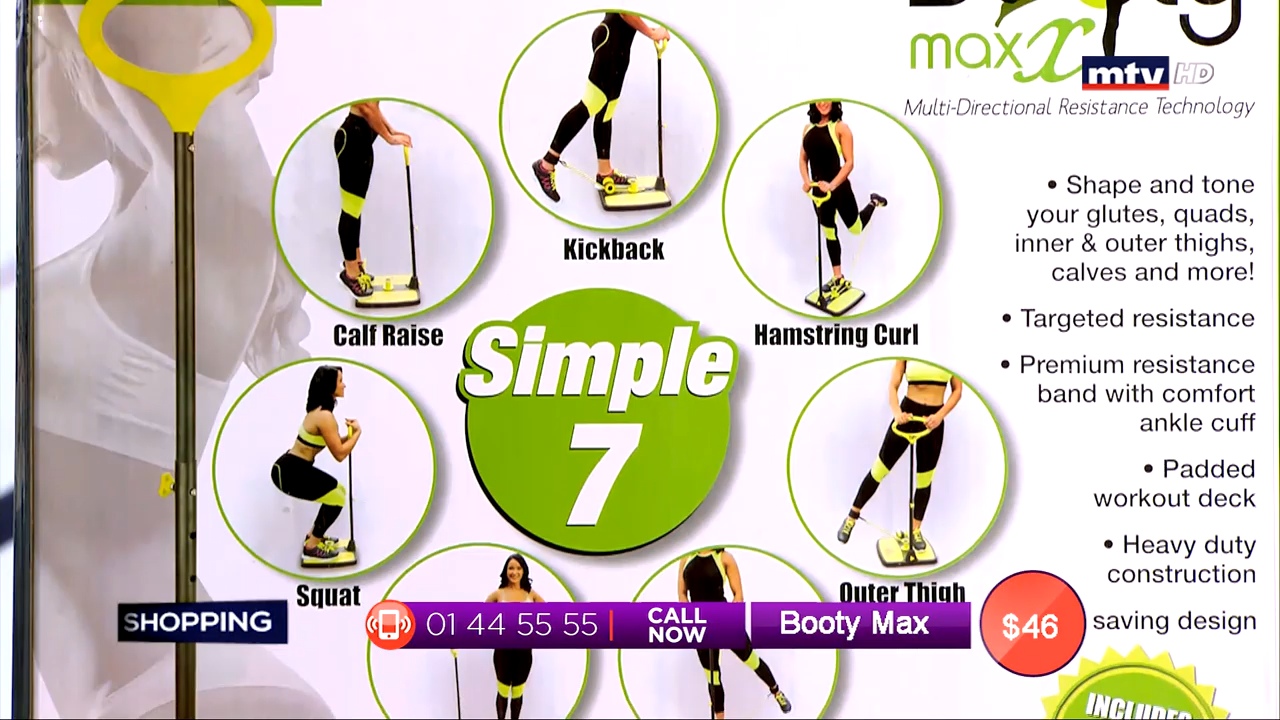 maxx
mtv HD
Multi-Directional Resistance Technology
Kickback
Calf Raise
Hamstring Curl
Simple
7
Squat
Outer Thigh
• Shape and tone
your glutes, quads,
inner & outer thighs,
calves and more!
• Targeted resistance
• Premium resistance
band with comfort
ankle cuff
• Padded
workout deck
• Heavy duty
construction
saving design
SHOPPING
01 44 55 55
CALL
NOW
Booty Max
$46
INCLUDES